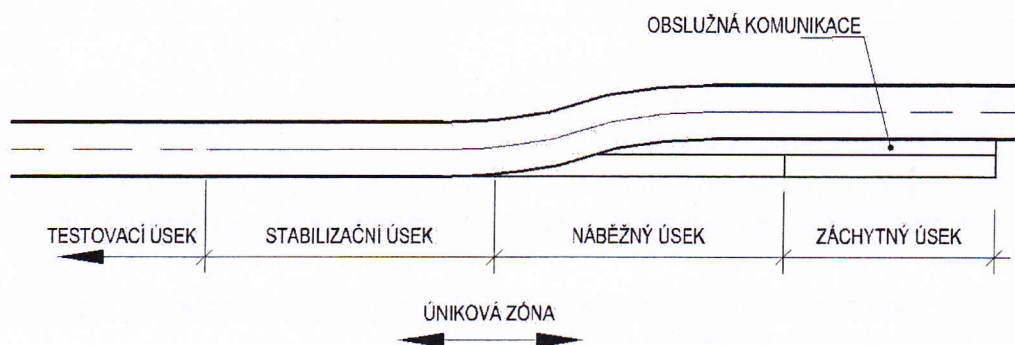 OBSLUŽNÁ KOMUNIKACE
TESTOVACÍ ÚSEK
STABILIZAČNÍ ÚSEK
NÁBĚŽNÝ ÚSEK
ZÁCHYTNÝ ÚSEK
ÚNIKOVÁ ZÓNA